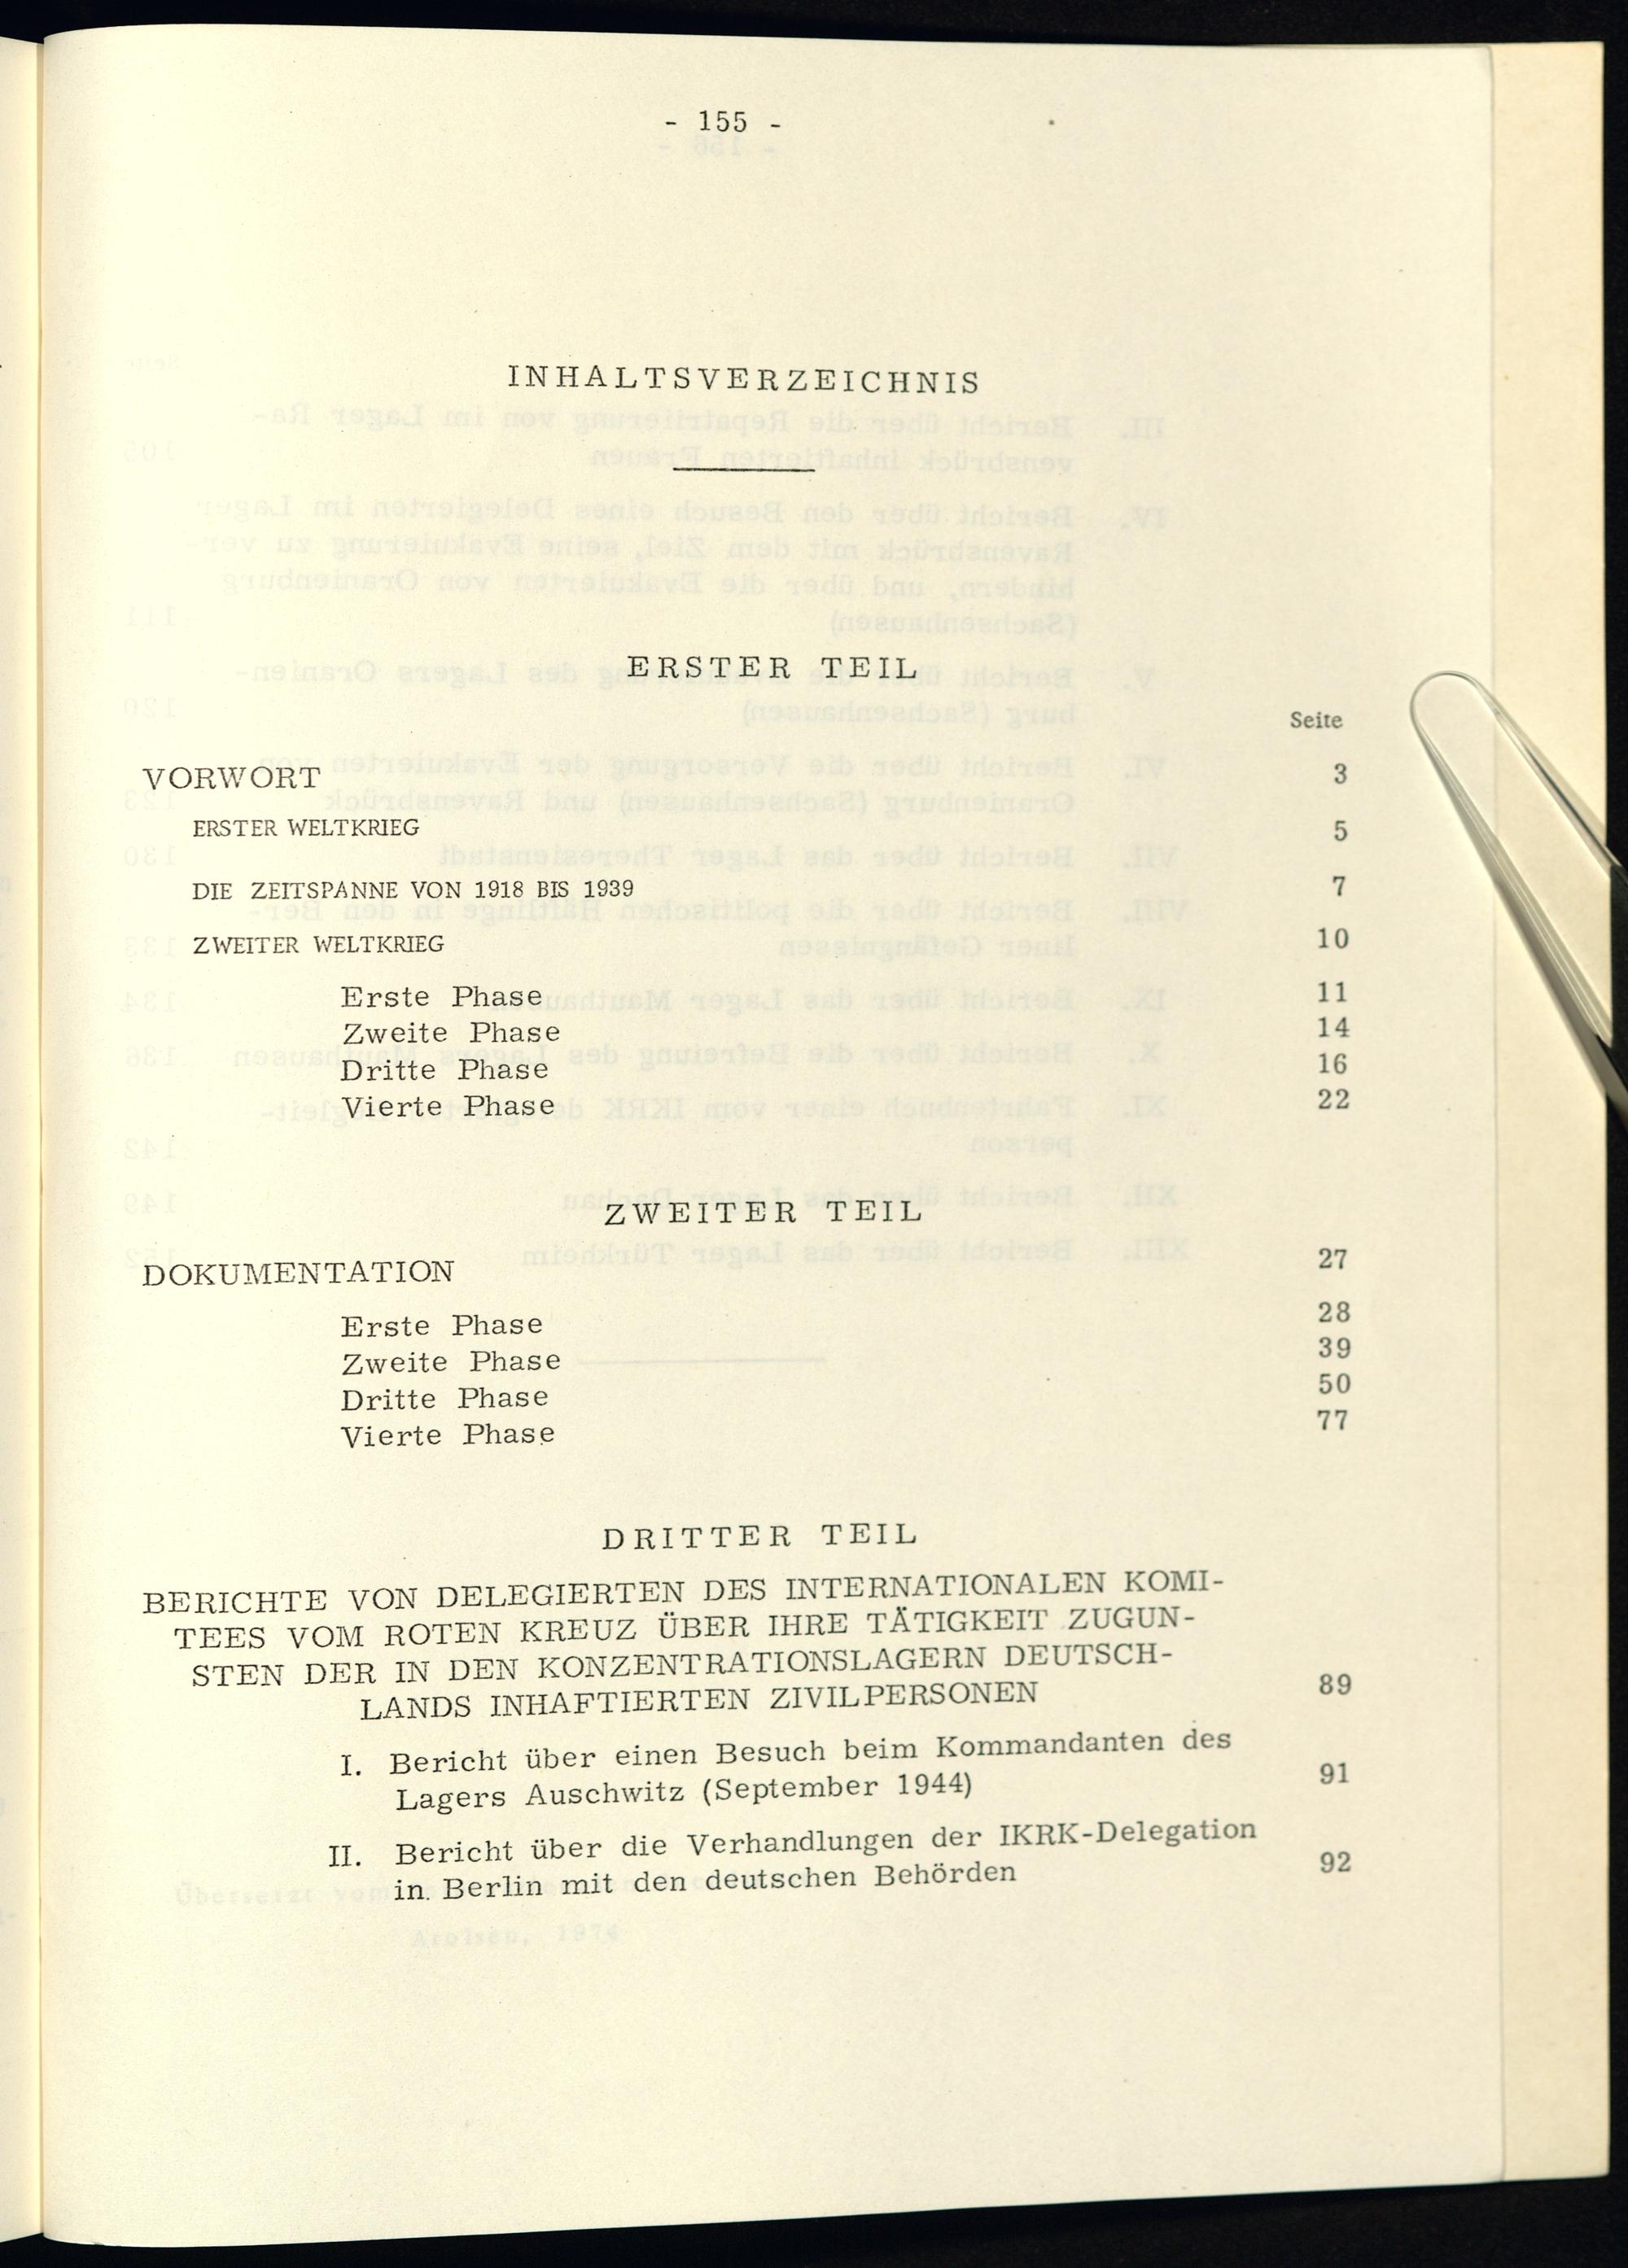 - 155 -
INHALTSVERZEICHNIS
ERSTER TEIL
Seite
VORWORT 3
ERSTER WELTKRIEG 5
DIE ZEITSPANNE VON 1918 BIS 1939 7
ZWEITER WELTKRIEG 10
Erste Phase 11
Zweite Phase 14
Dritte Phase 16
Vierte Phase 22
ZWEITER TEIL
DOKUMENTATION 27
Erste Phase 28
Zweite Phase 39
Dritte Phase 50
Vierte Phase 77
DRITTER TEIL
BERICHTE VON DELEGIERTEN DES INTERNATIONALEN KOMI-
TEES VOM ROTEN KREUZ ÜBER IHRE TÄTIGKEIT ZUGUN-
STEN DER IN DEN KONZENTRATIONSLAGERN DEUTSCH-
LANDS INHAFTIERTEN ZIVILPERSONEN 89
I. Bericht über einen Besuch beim Kommandanten des
Lagers Auschwitz (September 1944) 91
II. Bericht über die Verhandlungen der IKRK-Delegation
in Berlin mit den deutschen Behörden 92